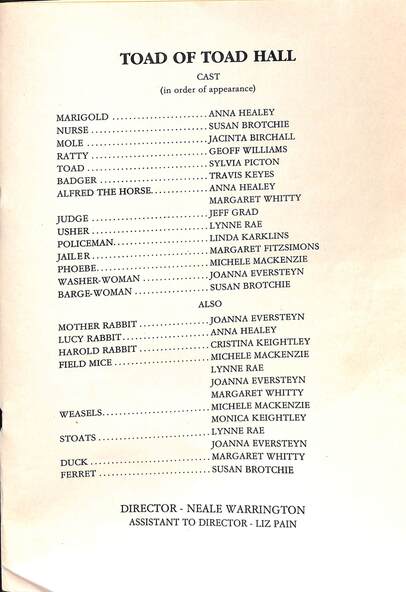 TOAD OF TOAD HALL
CAST
(in order of appearance)
MARIGOLD ........................ ANNA HEALEY
NURSE ............................. SUSAN BROTCHIE
MOLE .............................. JACINTA BIRCHALL
RATTY ............................. GEOFF WILLIAMS
TOAD .............................. SYLVIA PICTON
BADGER ........................... TRAVIS KEYES
ALFRED THE HORSE.............. ANNA HEALEY
MARGARET WHITTY
JUDGE ............................. JEFF GRAD
USHER ............................. LYNNE RAE
POLICEMAN........................ LINDA KARKLINS
JAILER............................. MARGARET FITZSIMONS
PHOEBE............................ MICHELE MACKENZIE
WASHER-WOMAN ................. JOANNA EVERSTEYN
BARGE-WOMAN ................... SUSAN BROTCHIE
ALSO
MOTHER RABBIT .................. JOANNA EVERSTEYN
LUCY RABBIT...................... ANNA HEALEY
HAROLD RABBIT .................. CRISTINA KEIGHTLEY
FIELD MICE ........................ MICHELE MACKENZIE
LYNNE RAE
JOANNA EVERSTEYN
MARGARET WHITTY
WEASELS........................... MICHELE MACKENZIE
MONICA KEIGHTLEY
STOATS ............................ LYNNE RAE
JOANNA EVERSTEYN
DUCK .............................. MARGARET WHITTY
FERRET ............................ SUSAN BROTCHIE
DIRECTOR - NEALE WARRINGTON
ASSISTANT TO DIRECTOR - LIZ PAIN